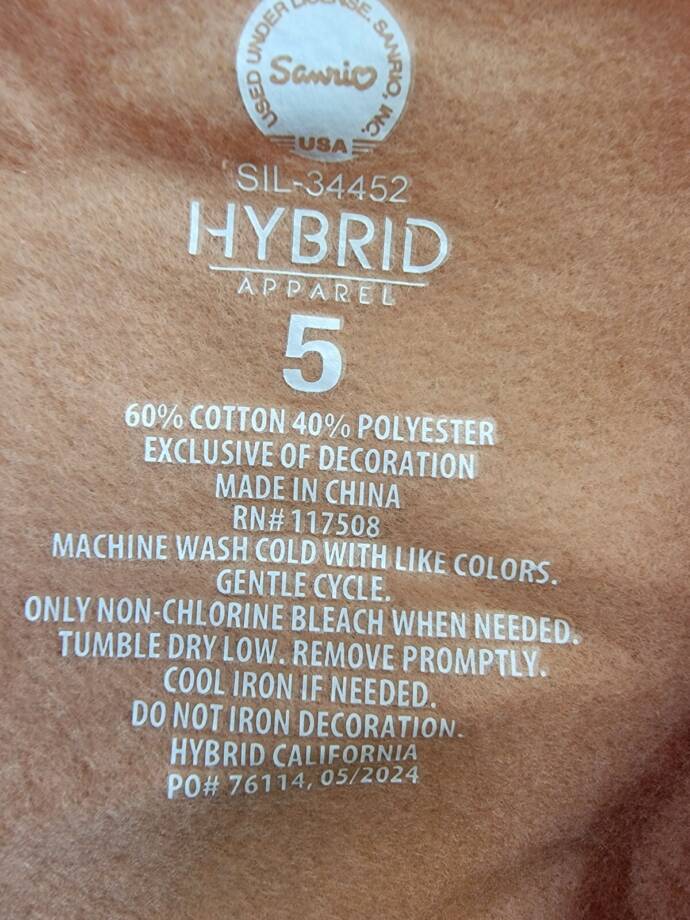 USED UNDER LICENSE, SANRIO, INC.
Sanrio
USA
SIL-34452
HYBRID
APPAREL
5
60% COTTON 40% POLYESTER
EXCLUSIVE OF DECORATION
MADE IN CHINA
RN# 117508
MACHINE WASH COLD WITH LIKE COLORS.
GENTLE CYCLE.
ONLY NON-CHLORINE BLEACH WHEN NEEDED.
TUMBLE DRY LOW. REMOVE PROMPTLY.
COOL IRON IF NEEDED.
DO NOT IRON DECORATION.
HYBRID CALIFORNIA
PO# 76114, 05/2024